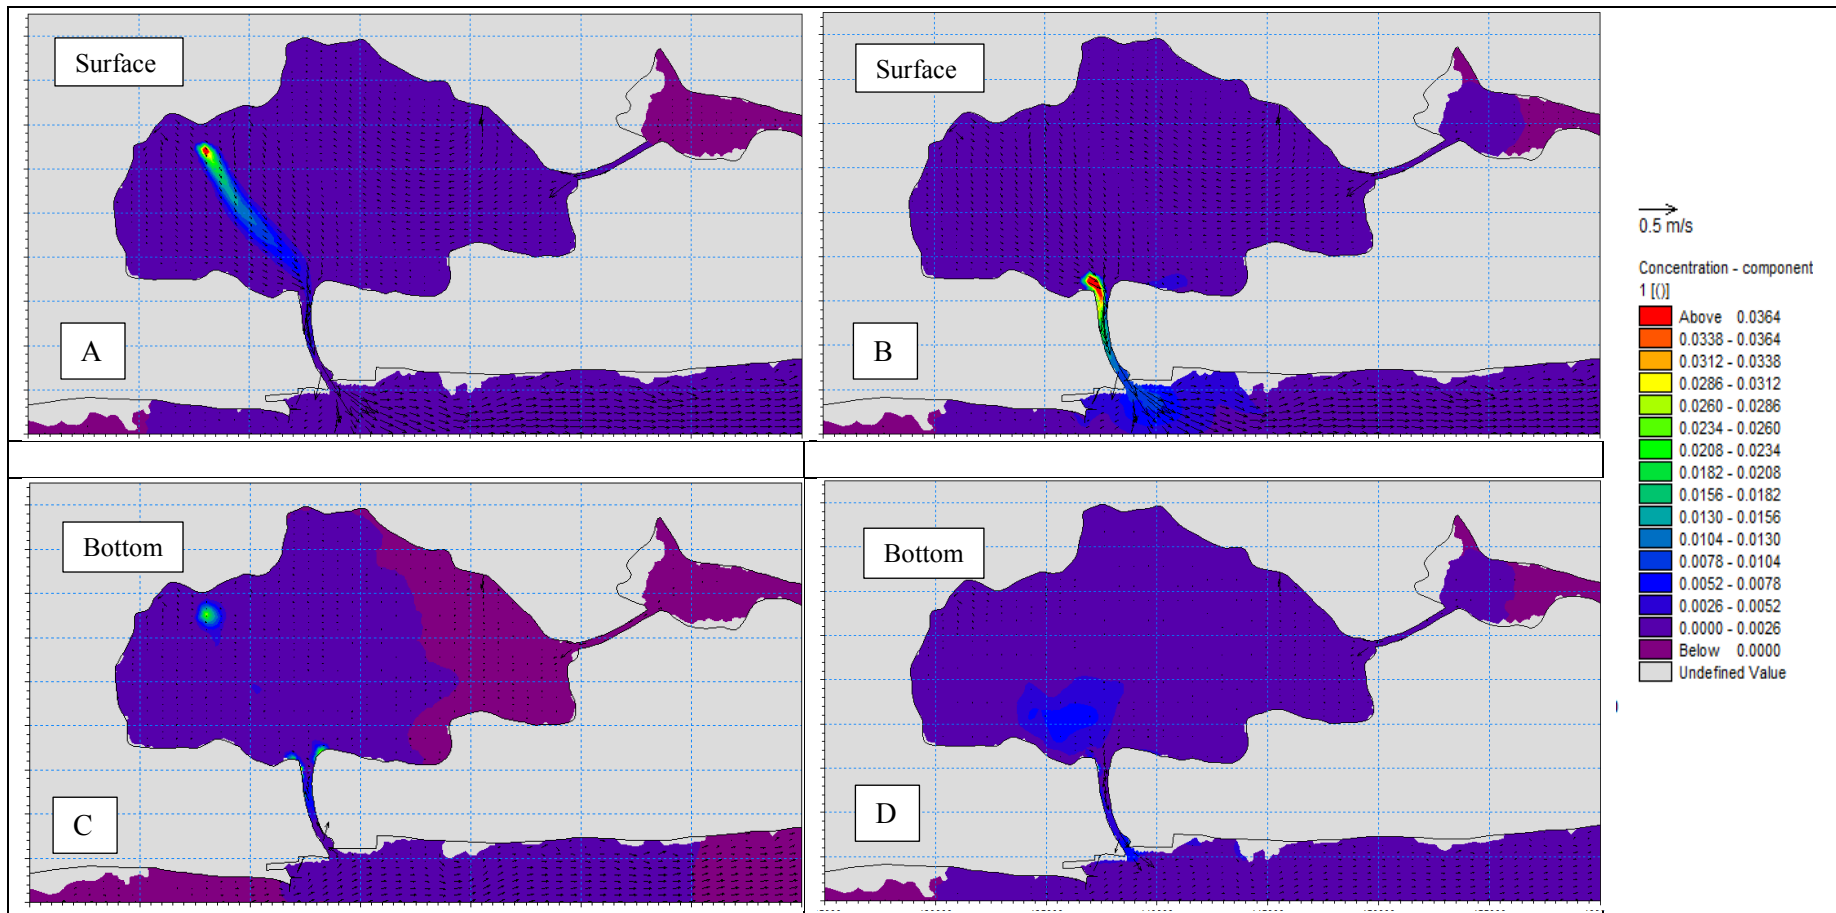 Surface
A
Surface
B
Bottom
C
Bottom
D
0.5 m/s
Concentration - component
1 [()]
Above 0.0364
0.0338 - 0.0364
0.0312 - 0.0338
0.0286 - 0.0312
0.0260 - 0.0286
0.0234 - 0.0260
0.0208 - 0.0234
0.0182 - 0.0208
0.0156 - 0.0182
0.0130 - 0.0156
0.0104 - 0.0130
0.0078 - 0.0104
0.0052 - 0.0078
0.0026 - 0.0052
0.0000 - 0.0026
Below 0.0000
Undefined Value